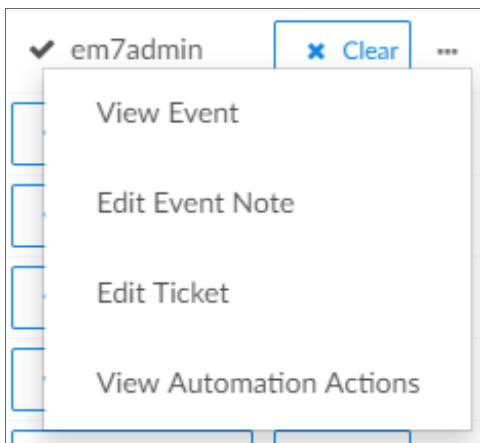 em7admin Clear
View Event
Edit Event Note
Edit Ticket
View Automation Actions